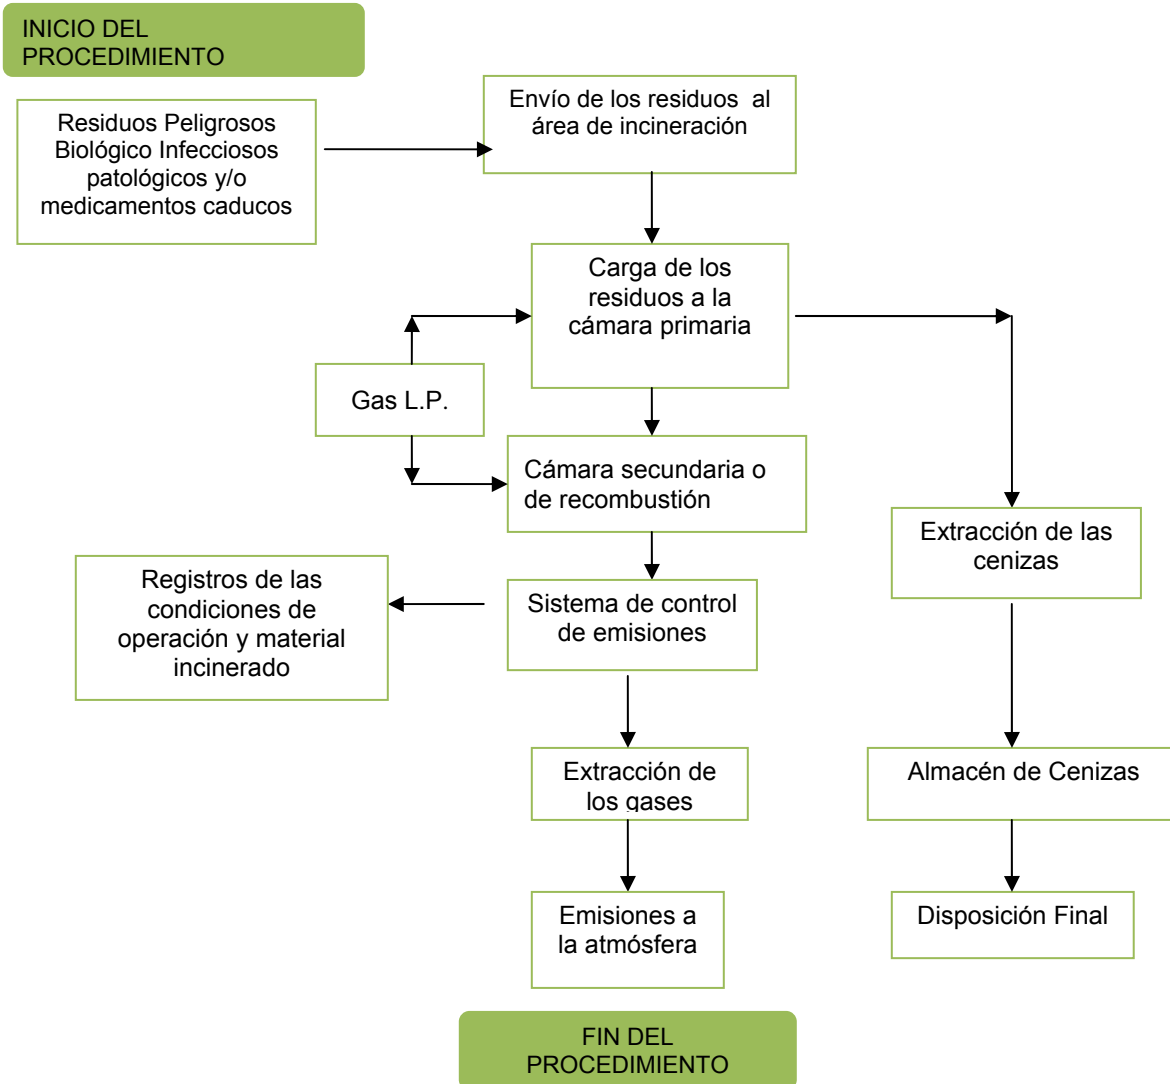 INICIO DEL
PROCEDIMIENTO
Residuos Peligrosos
Biológico Infecciosos
patológicos y/o
medicamentos caducos
Envío de los residuos al
área de incineración
Carga de los
residuos a la
cámara primaria
Gas L.P.
Cámara secundaria o
de recombustión
Extracción de las
cenizas
Registros de las
condiciones de
operación y material
incinerado
Sistema de control
de emisiones
Extracción de
los gases
Almacén de Cenizas
Emisiones a
la atmósfera
Disposición Final
FIN DEL
PROCEDIMIENTO